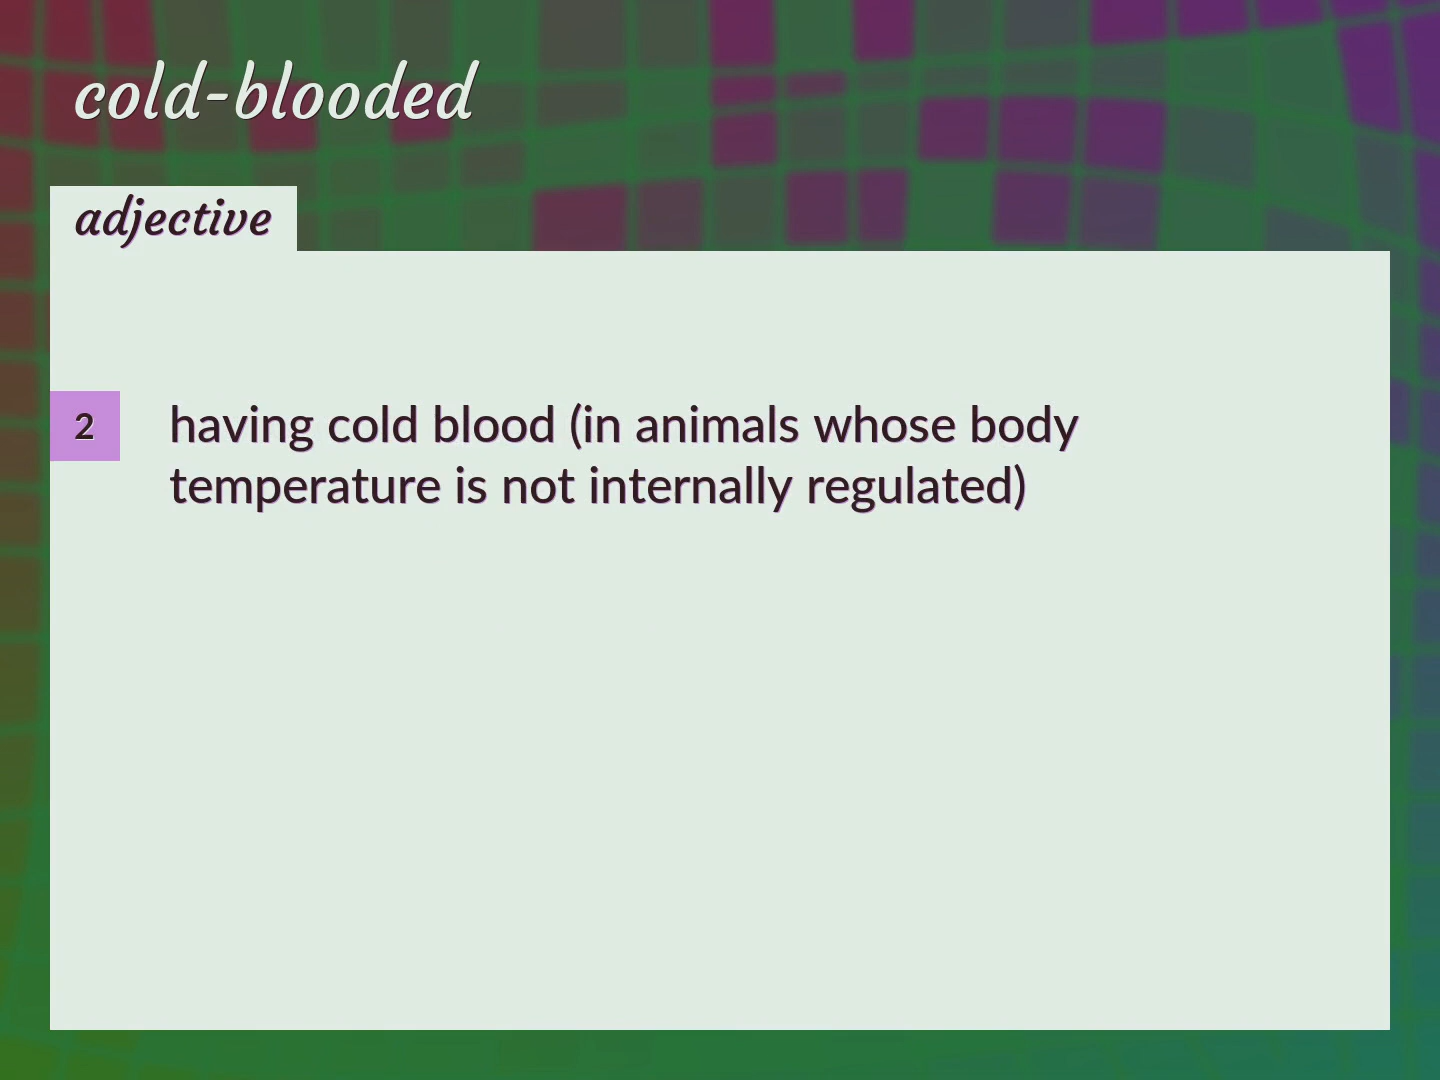 cold-blooded
adjective
2
having cold blood (in animals whose body
temperature is not internally regulated)